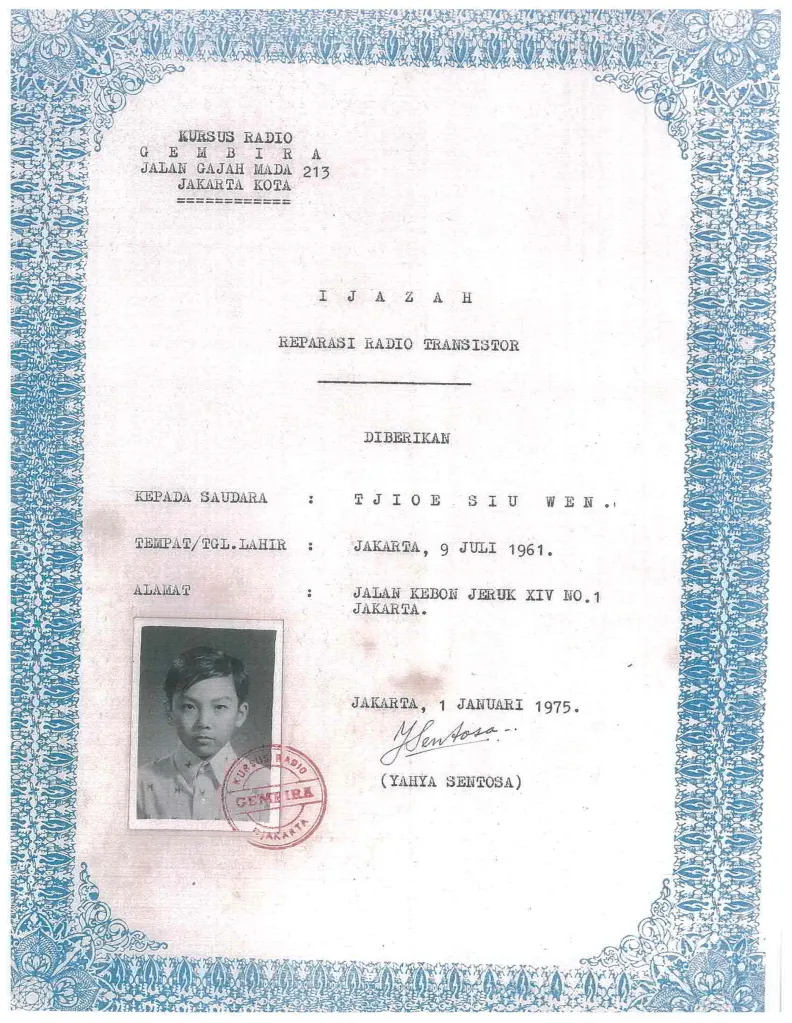 KURSUS RADIO
G E M B I R A
JALAN GAJAH MADA 213
JAKARTA KOTA
============
I J A Z A H
REPARASI RADIO TRANSISTOR
DIBERIKAN
KEPADA SAUDARA : T J I O E S I U W E N .
TEMPAT/TGL.LAHIR : JAKARTA, 9 JULI 1961.
ALAMAT : JALAN KEBON JERUK XIV NO.1
JAKARTA.
JAKARTA, 1 JANUARI 1975.
YSentosa..
(YAHYA SENTOSA)
KURSUS RADIO
GEMBIRA
DJAKARTA